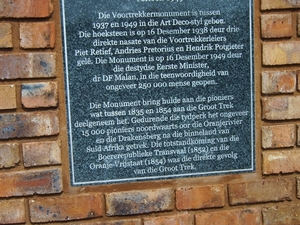 Die Voortrekkermonument is tussen
1937 en 1949 in die Art Deco-styl gebou.
Die hoeksteen is op 16 Desember 1938 deur drie
direkte nasate van die Voortrekkerleiers
Piet Retief, Andries Pretorius en Hendrik Potgieter
gelê. Die Monument is op 16 Desember 1949 deur
die destydse Eerste Minister,
dr DF Malan, in die teenwoordigheid van
ongeveer 250 000 mense geopen.
Die Monument bring hulde aan die pioniers
wat tussen 1835 en 1854 aan die Groot Trek
deelgeneem het. Gedurende die tydperk het ongeveer
15 000 pioniers noordwaarts oor die Oranjerivier
en die Drakensberg na die binneland van
Suid-Afrika getrek. Die totstandkoming van die
Boererepublieke Transvaal (1852) en die
Oranje-Vrijstaat (1854) was die direkte gevolg
van die Groot Trek.